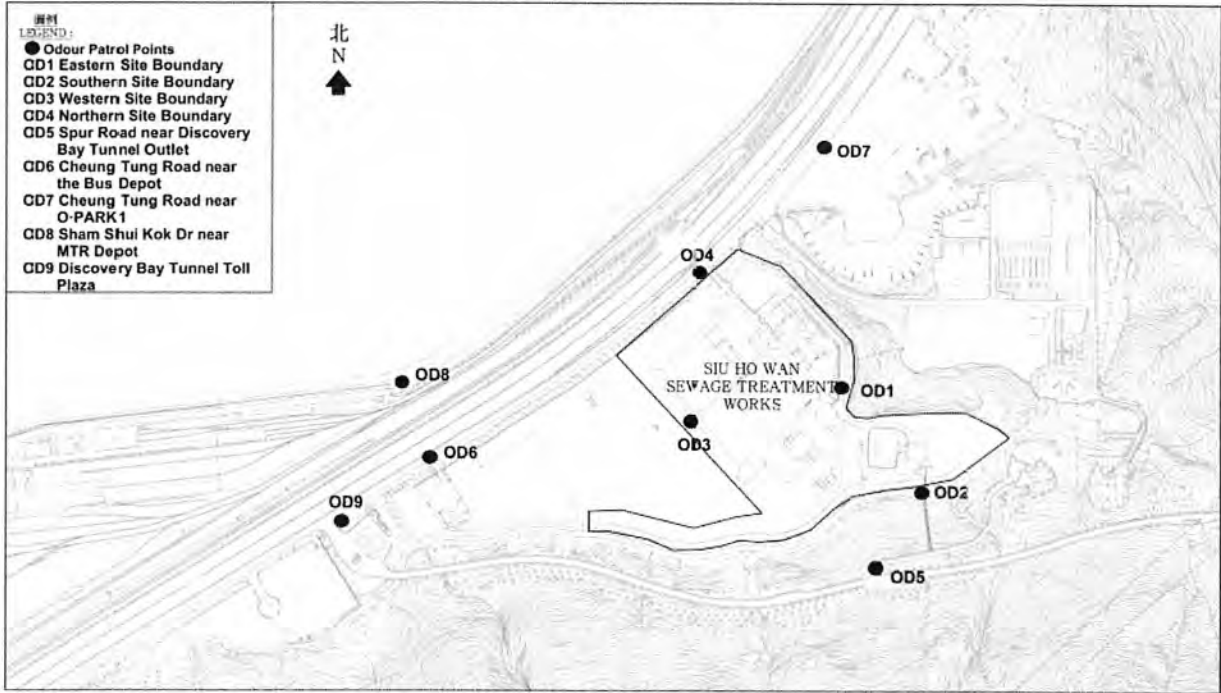 圖例
LEGEND:
Odour Patrol Points
OD1 Eastern Site Boundary
OD2 Southern Site Boundary
OD3 Western Site Boundary
OD4 Northern Site Boundary
OD5 Spur Road near Discovery
Bay Tunnel Outlet
OD6 Cheung Tung Road near
the Bus Depot
OD7 Cheung Tung Road near
O·PARK1
OD8 Sham Shui Kok Dr near
MTR Depot
OD9 Discovery Bay Tunnel Toll
Plaza
北
N
OD7
OD4
OD8
SIU HO WAN
SEWAGE TREATMENT
WORKS
OD1
OD3
OD6
OD2
OD9
OD5